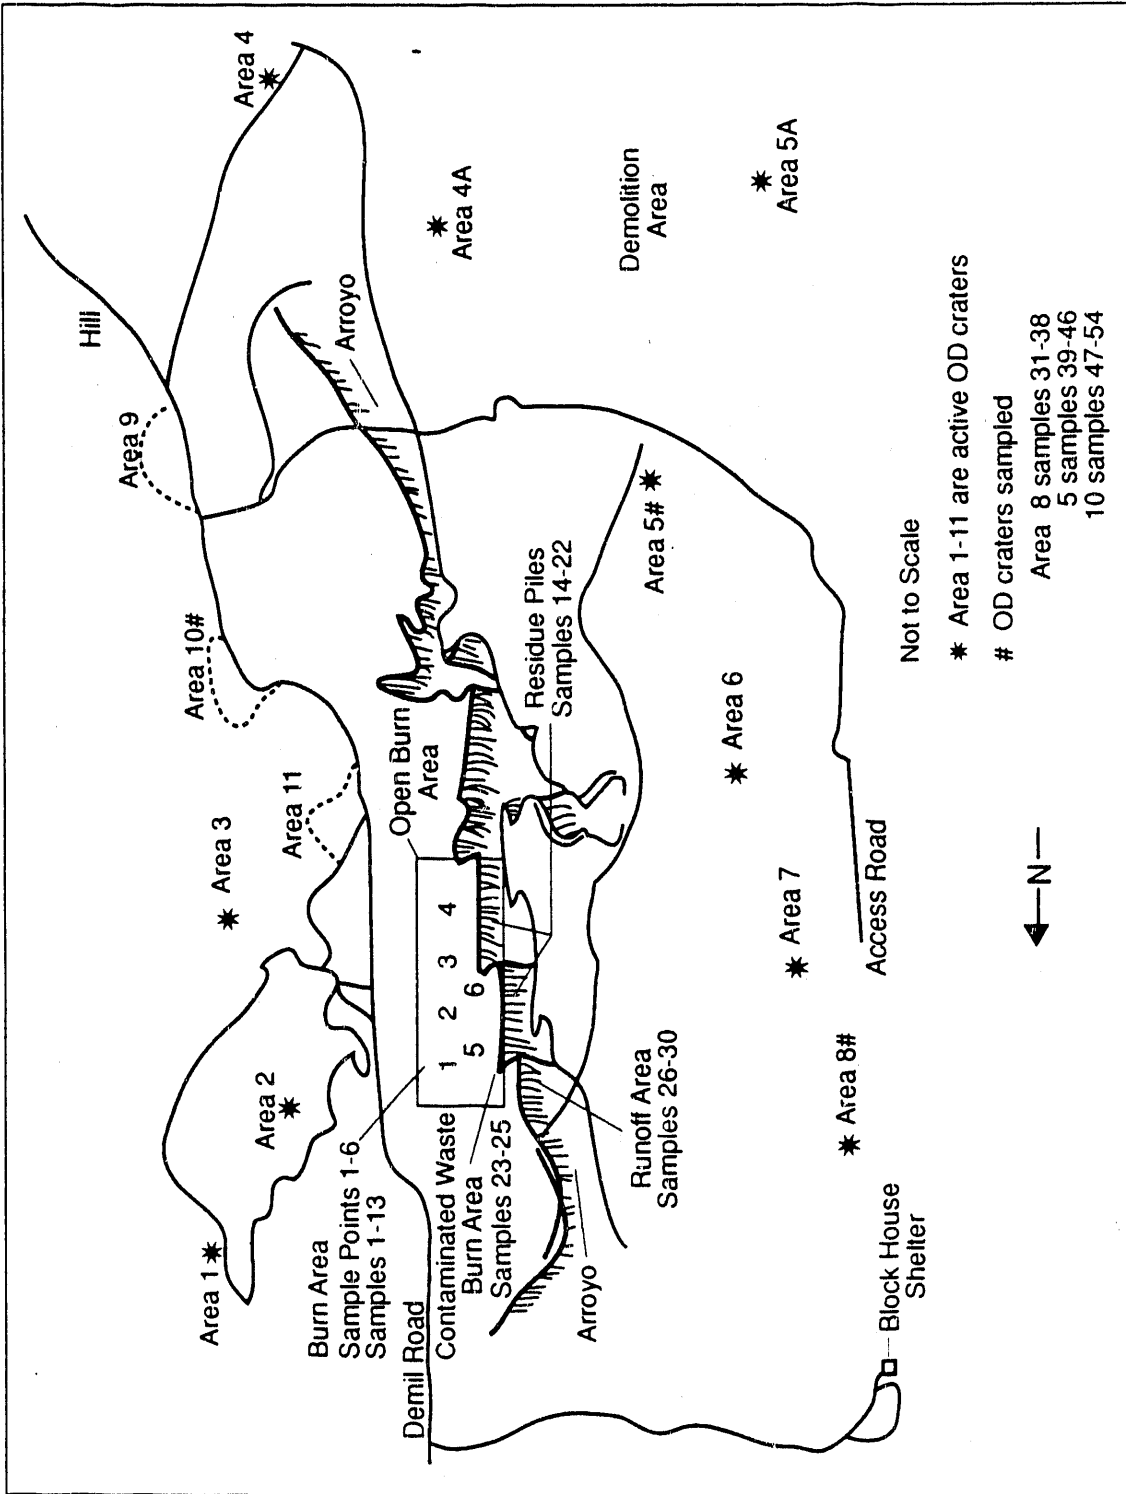 Area 1
Area 2
Area 3
Area 11
Area 10#
Area 9
Hill
Area 4
Burn Area
Sample Points 1-6
Samples 1-13
Demil Road
Contaminated Waste
Burn Area
Samples 23-25
Open Burn
Area
1 2 3 4
5 6
Arroyo
Area 4A
Arroyo
Runoff Area
Samples 26-30
Residue Piles
Samples 14-22
Area 5#
Demolition
Area
Area 6
Area 7
Area 5A
Area 8#
Access Road
Block House
Shelter
N
Not to Scale
* Area 1-11 are active OD craters
# OD craters sampled
Area 8 samples 31-38
5 samples 39-46
10 samples 47-54